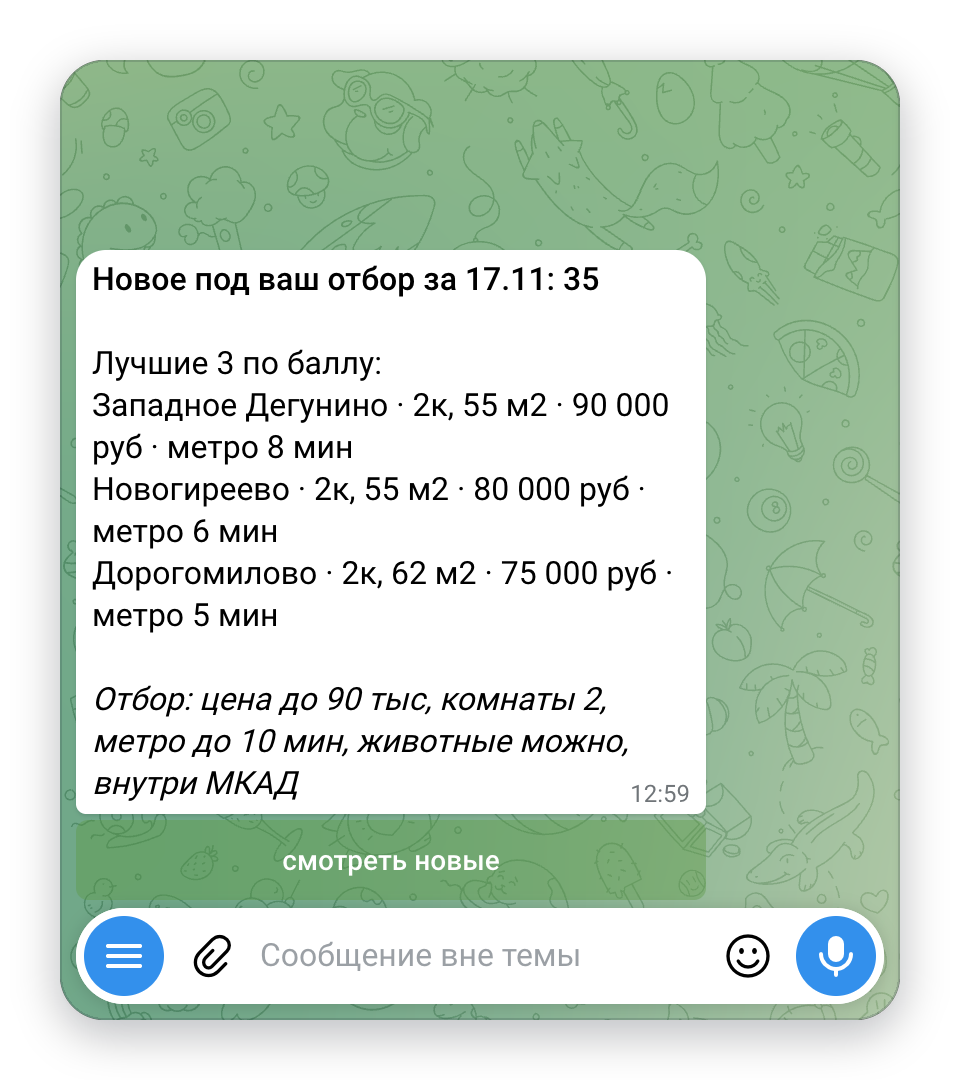 Новое под ваш отбор за 17.11: 35
Лучшие 3 по баллу:
Западное Дегунино · 2к, 55 м2 · 90 000
руб · метро 8 мин
Новогиреево · 2к, 55 м2 · 80 000 руб ·
метро 6 мин
Дорогомилово · 2к, 62 м2 · 75 000 руб ·
метро 5 мин
Отбор: цена до 90 тыс, комнаты 2,
метро до 10 мин, животные можно,
внутри МКАД
12:59
смотреть новые
Сообщение вне темы